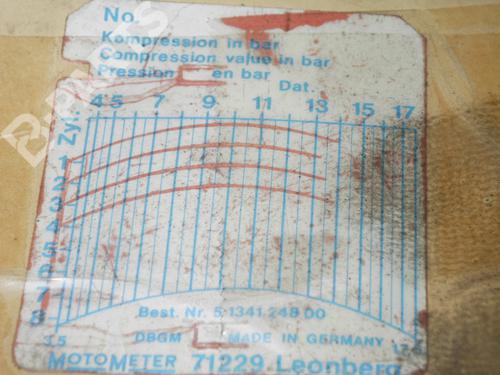 No.
Kompression in bar
Compression value in bar
Pression en bar
Dat.
4 5 7 9 11 13 15 17
Zyl.
1
2
3
4
5
6
7
8
3,5
Best. Nr. 5.1341.248.00
DBGM MADE IN GERMANY
MOTOMETER 71229 Leonberg
B-PARTS